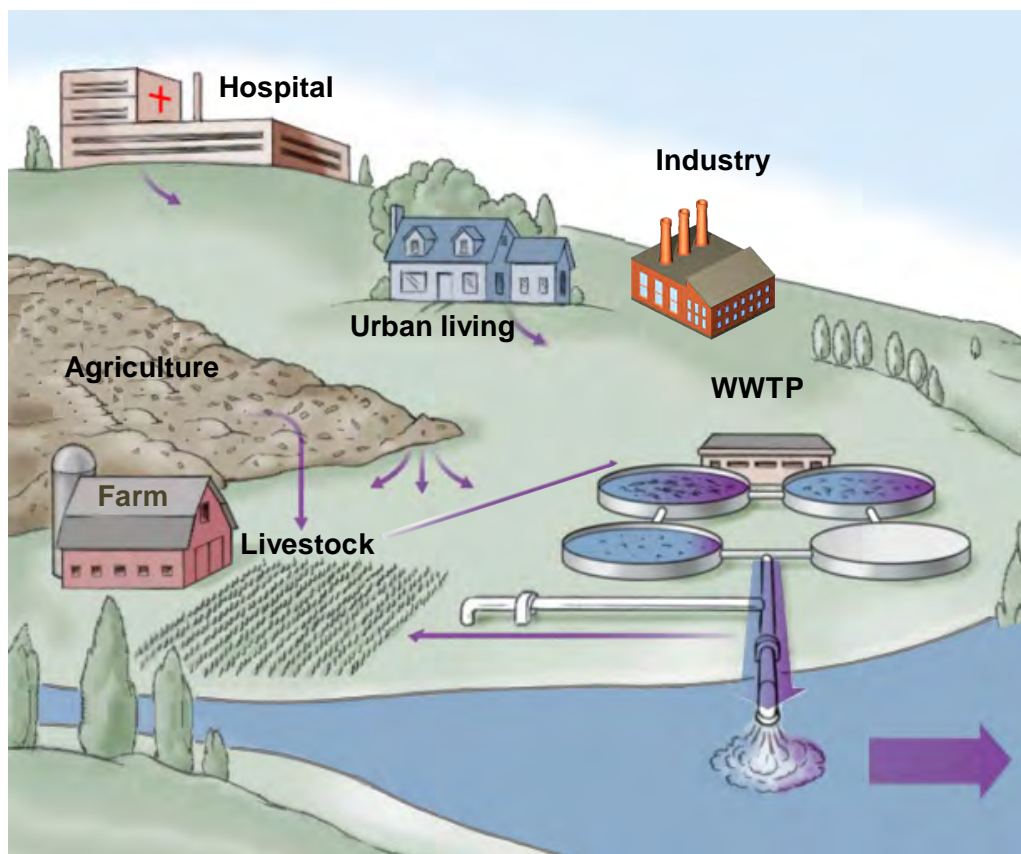 Hospital
Industry
Urban living
Agriculture
WWTP
Farm
Livestock